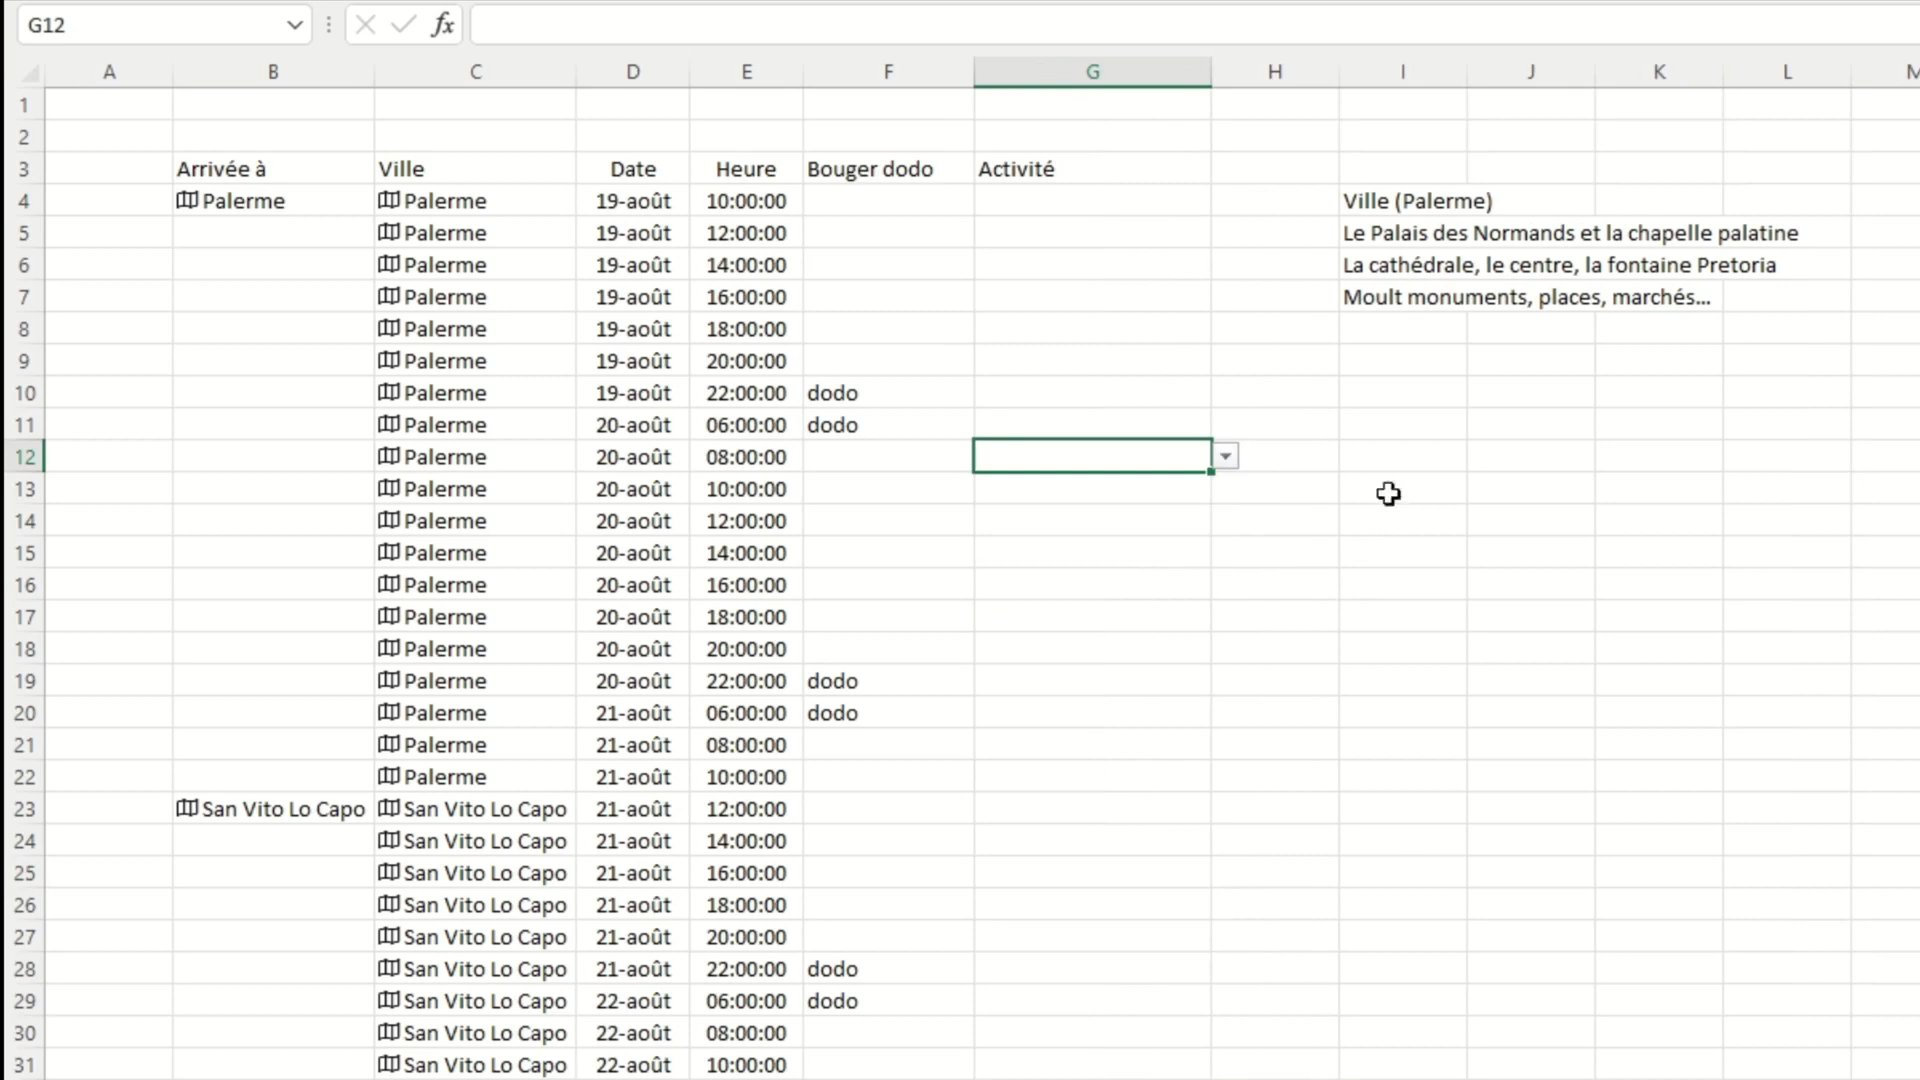 G12
fx
A B C D E F G H I J K L M
1
2
3 Arrivée à Ville Date Heure Bouger dodo Activité
4 Palerme Palerme 19-août 10:00:00 Ville (Palerme)
5 Palerme 19-août 12:00:00 Le Palais des Normands et la chapelle palatine
6 Palerme 19-août 14:00:00 La cathédrale, le centre, la fontaine Pretoria
7 Palerme 19-août 16:00:00 Moult monuments, places, marchés...
8 Palerme 19-août 18:00:00
9 Palerme 19-août 20:00:00
10 Palerme 19-août 22:00:00 dodo
11 Palerme 20-août 06:00:00 dodo
12 Palerme 20-août 08:00:00
13 Palerme 20-août 10:00:00
14 Palerme 20-août 12:00:00
15 Palerme 20-août 14:00:00
16 Palerme 20-août 16:00:00
17 Palerme 20-août 18:00:00
18 Palerme 20-août 20:00:00
19 Palerme 20-août 22:00:00 dodo
20 Palerme 21-août 06:00:00 dodo
21 Palerme 21-août 08:00:00
22 Palerme 21-août 10:00:00
23 San Vito Lo Capo San Vito Lo Capo 21-août 12:00:00
24 San Vito Lo Capo 21-août 14:00:00
25 San Vito Lo Capo 21-août 16:00:00
26 San Vito Lo Capo 21-août 18:00:00
27 San Vito Lo Capo 21-août 20:00:00
28 San Vito Lo Capo 21-août 22:00:00 dodo
29 San Vito Lo Capo 22-août 06:00:00 dodo
30 San Vito Lo Capo 22-août 08:00:00
31 San Vito Lo Capo 22-août 10:00:00